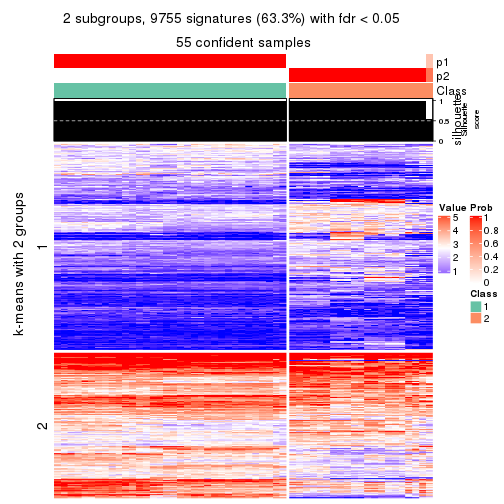 2 subgroups, 9755 signatures (63.3%) with fdr < 0.05
55 confident samples
p1
p2
Class
silhouette
Silhouette
score
1
0.5
0
k-means with 2 groups
1
2
Value
5
4
3
2
1
Prob
1
0.8
0.6
0.4
0.2
0
Class
1
2